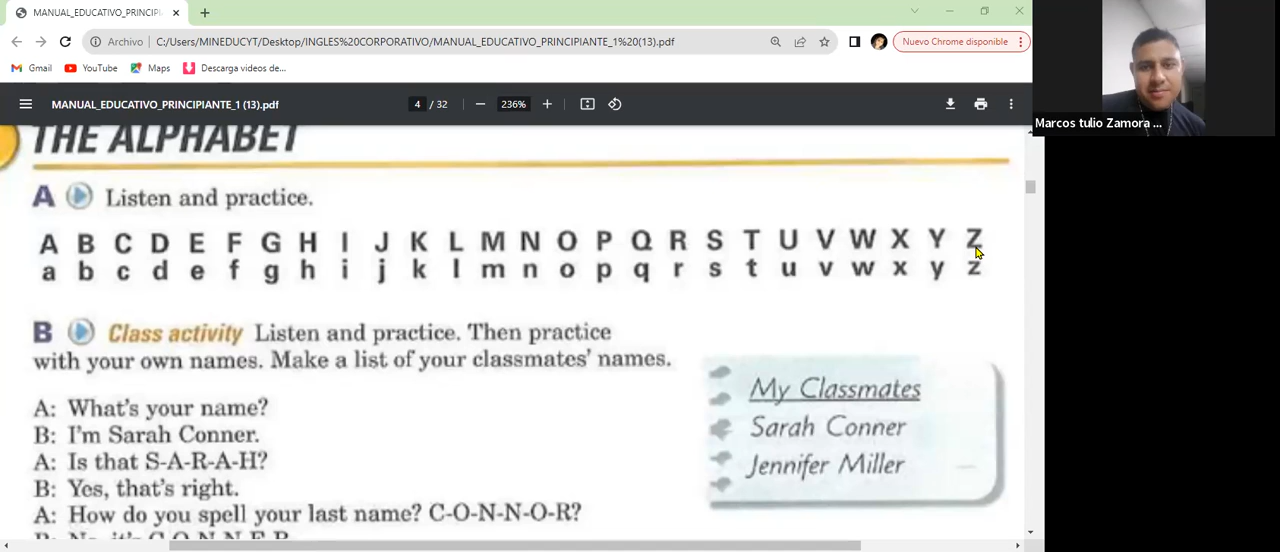 MANUAL_EDUCATIVO_PRINCIPI
Archivo
C:/Users/MINEDUCYT/Desktop/INGLES%20CORPORATIVO/MANUAL_EDUCATIVO_PRINCIPIANTE_1%20(13).pdf
Nuevo Chrome disponible
Gmail YouTube Maps Descarga videos de...
MANUAL_EDUCATIVO_PRINCIPIANTE_1 (13).pdf
4 / 32
236%
Marcos tulio Zamora ...
THE ALPHABET
A Listen and practice.
A B C D E F G H I J K L M N O P Q R S T U V W X Y Z
a b c d e f g h i j k l m n o p q r s t u v w x y z
B Class activity Listen and practice. Then practice
with your own names. Make a list of your classmates' names.
A: What's your name?
B: I'm Sarah Conner.
A: Is that S-A-R-A-H?
B: Yes, that's right.
A: How do you spell your last name? C-O-N-N-O-R?
B: No, it's C-O-N-N-E-R.
My Classmates
Sarah Conner
Jennifer Miller